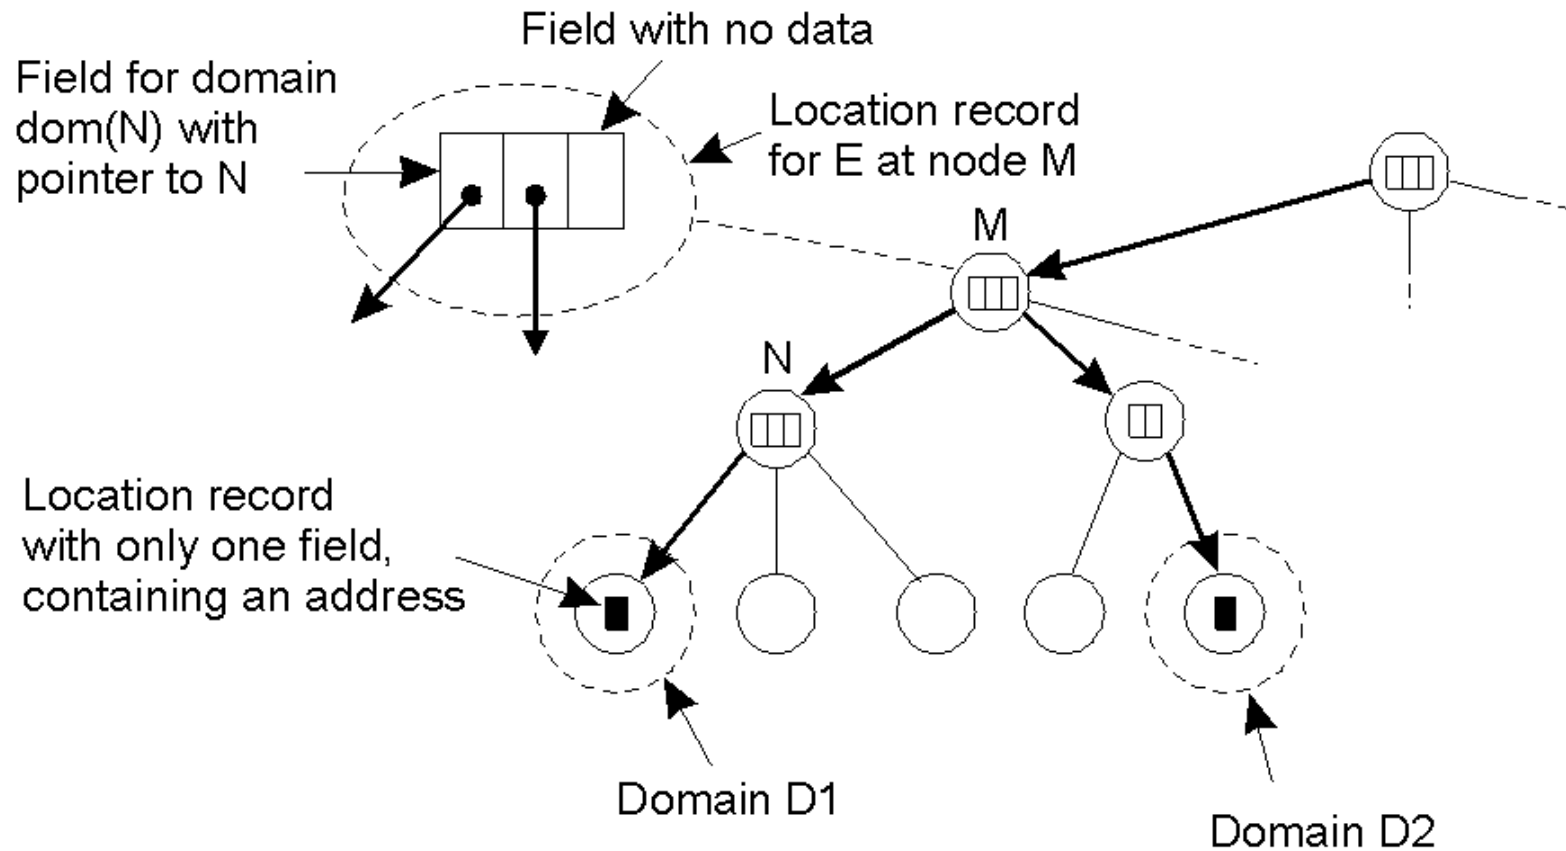 Field with no data
Field for domain
dom(N) with
pointer to N
Location record
for E at node M
M
N
Location record
with only one field,
containing an address
Domain D1
Domain D2